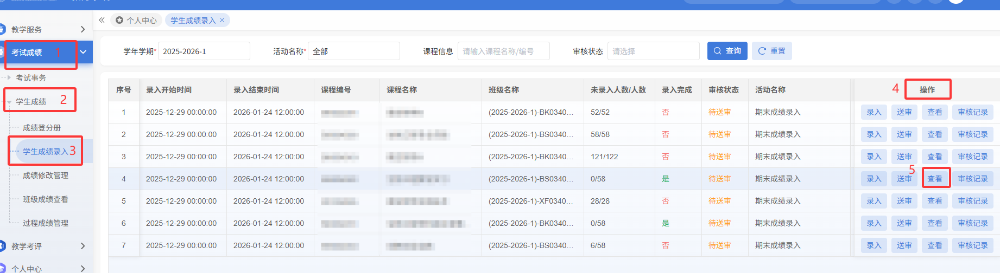 个人中心 学生成绩录入
教学服务
考试成绩 1
学年学期* 2025-2026-1 活动名称* 全部 课程信息 请输入课程名称/编号 审核状态 请选择 查询 重置
考试事务
学生成绩 2
成绩登分册
学生成绩录入 3
成绩修改管理
班级成绩查看
过程成绩管理
教学考评
个人中心
序号 录入开始时间 录入结束时间 课程编号 课程名称 班级名称 未录入人数/人数 录入完成 审核状态 活动名称 4 操作
1 2025-12-29 00:00:00 2026-01-24 12:00:00 (2025-2026-1)-BK0340... 52/52 否 待送审 期末成绩录入 录入 送审 查看 审核记录
2 2025-12-29 00:00:00 2026-01-24 12:00:00 (2025-2026-1)-BS0340... 58/58 否 待送审 期末成绩录入 录入 送审 查看 审核记录
3 2025-12-29 00:00:00 2026-01-24 12:00:00 (2025-2026-1)-BK0340... 121/122 否 待送审 期末成绩录入 录入 送审 查看 审核记录
4 2025-12-29 00:00:00 2026-01-24 12:00:00 (2025-2026-1)-BS0340... 0/58 是 待送审 期末成绩录入 录入 送审 5 查看 审核记录
5 2025-12-29 00:00:00 2026-01-24 12:00:00 (2025-2026-1)-XF0340... 28/28 否 待送审 期末成绩录入 录入 送审 查看 审核记录
6 2025-12-29 00:00:00 2026-01-24 12:00:00 (2025-2026-1)-BK0340... 0/58 是 待送审 期末成绩录入 录入 送审 查看 审核记录
7 2025-12-29 00:00:00 2026-01-24 12:00:00 (2025-2026-1)-BS0340... 6/58 否 待送审 期末成绩录入 录入 送审 查看 审核记录